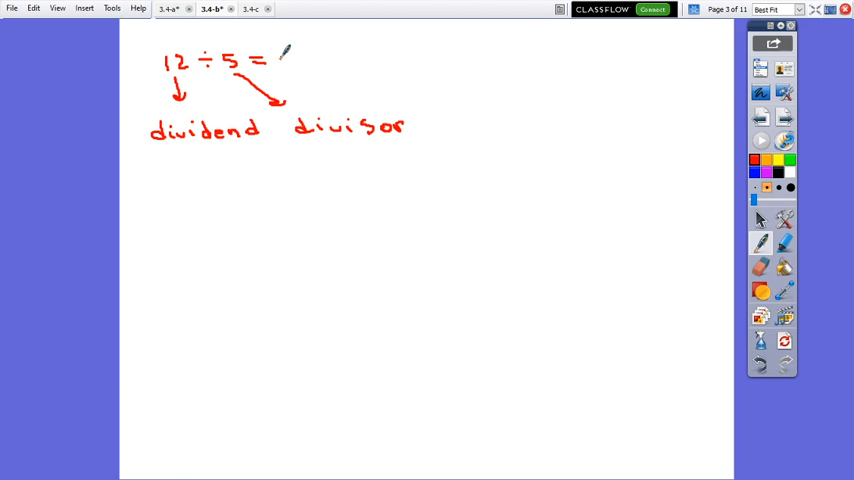 File Edit View Insert Tools Help 3.4-a* 3.4-b* 3.4-c CLASSFLOW Connect Page 3 of 11 Best Fit
12 ÷ 5 =
dividend divisor